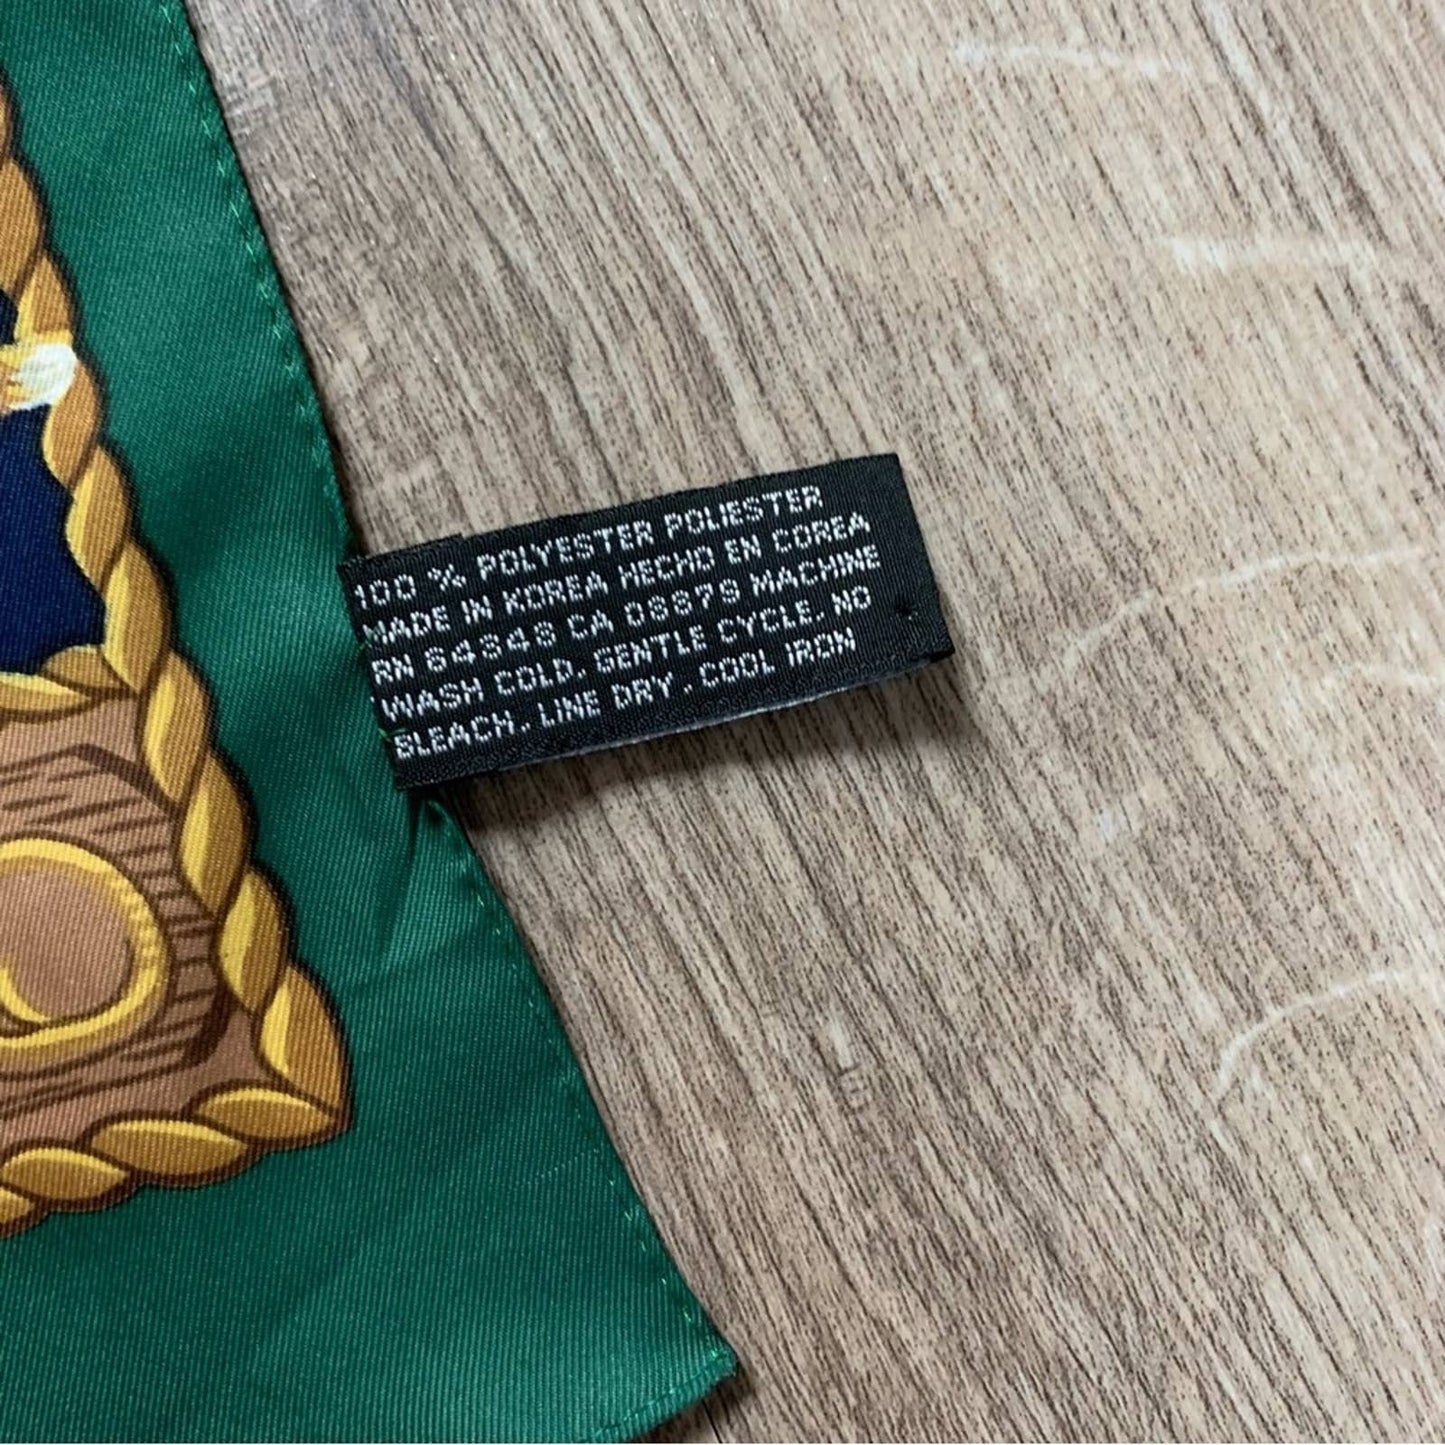 100 % POLYESTER POLIESTER
MADE IN KOREA HECHO EN COREA
RN 64848 CA 08879 MACHINE
WASH COLD. GENTLE CYCLE. NO
BLEACH. LINE DRY . COOL IRON